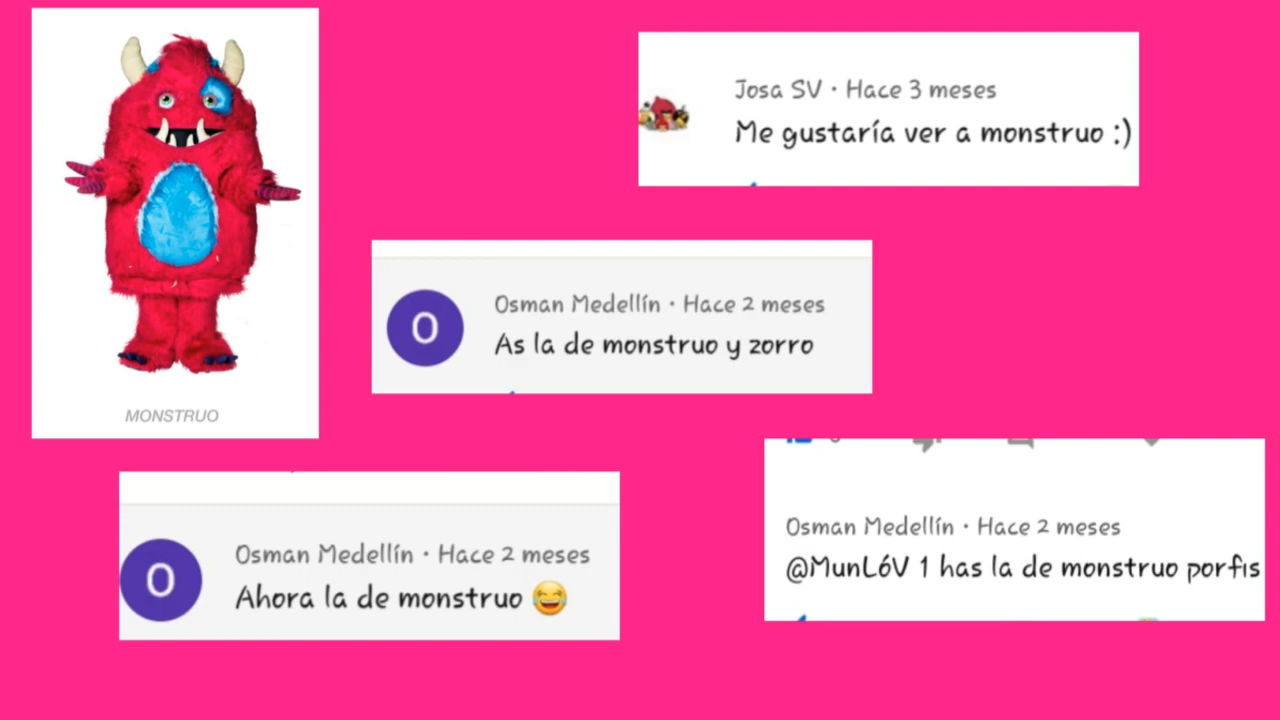 Josa SV · Hace 3 meses
Me gustaría ver a monstruo :)
Osman Medellín · Hace 2 meses
As la de monstruo y zorro
MONSTRUO
Osman Medellín · Hace 2 meses
Ahora la de monstruo 😂
Osman Medellín · Hace 2 meses
@MunLóV 1 has la de monstruo porfis
O
O